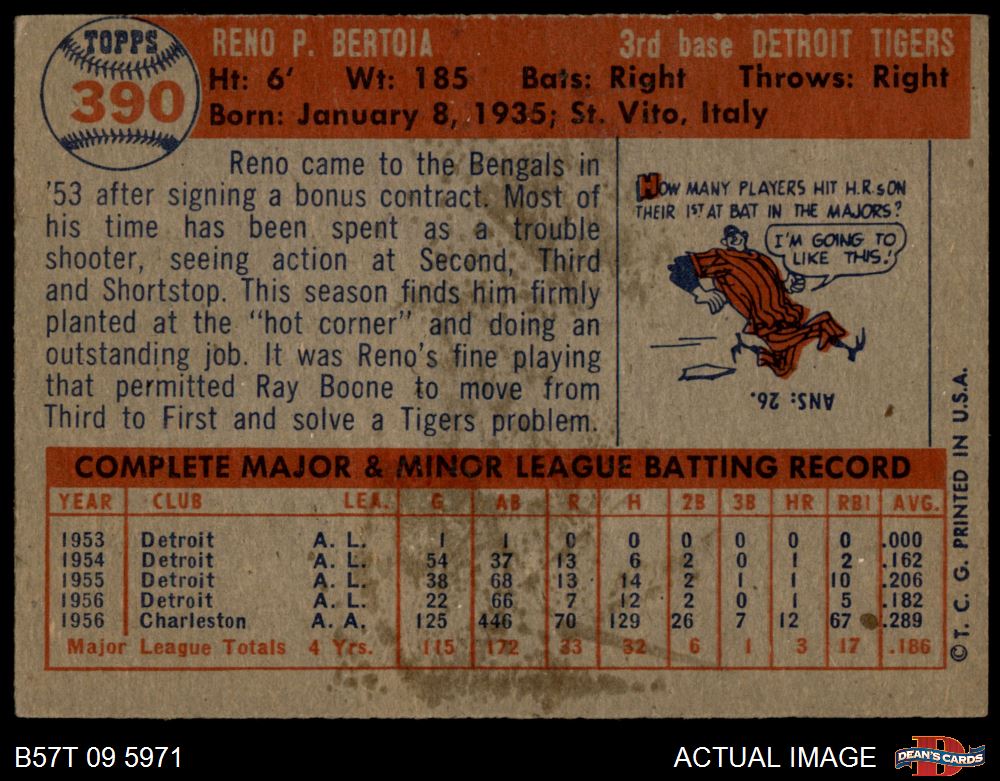 TOPPS
390
RENO P. BERTOIA 3rd base DETROIT TIGERS
Ht: 6' Wt: 185 Bats: Right Throws: Right
Born: January 8, 1935; St. Vito, Italy
Reno came to the Bengals in
'53 after signing a bonus contract. Most of
his time has been spent as a trouble
shooter, seeing action at Second, Third
and Shortstop. This season finds him firmly
planted at the "hot corner" and doing an
outstanding job. It was Reno's fine playing
that permitted Ray Boone to move from
Third to First and solve a Tigers problem.
HOW MANY PLAYERS HIT H.R.s ON
THEIR 1ST AT BAT IN THE MAJORS?
I'M GOING TO
LIKE THIS!
ANS: 26.
COMPLETE MAJOR & MINOR LEAGUE BATTING RECORD
YEAR CLUB LEA. G AB R H 2B 3B HR RBI AVG.
1953 Detroit A. L. 1 1 0 0 0 0 0 0 .000
1954 Detroit A. L. 54 37 13 6 2 0 1 2 .162
1955 Detroit A. L. 38 68 13 14 2 1 1 10 .206
1956 Detroit A. L. 22 66 7 12 2 0 1 5 .182
1956 Charleston A. A. 125 446 70 129 26 7 12 67 .289
Major League Totals 4 Yrs. 115 172 33 32 6 1 3 17 .186
© T. C. G. PRINTED IN U.S.A.
B57T 09 5971 ACTUAL IMAGE DEAN'S CARDS